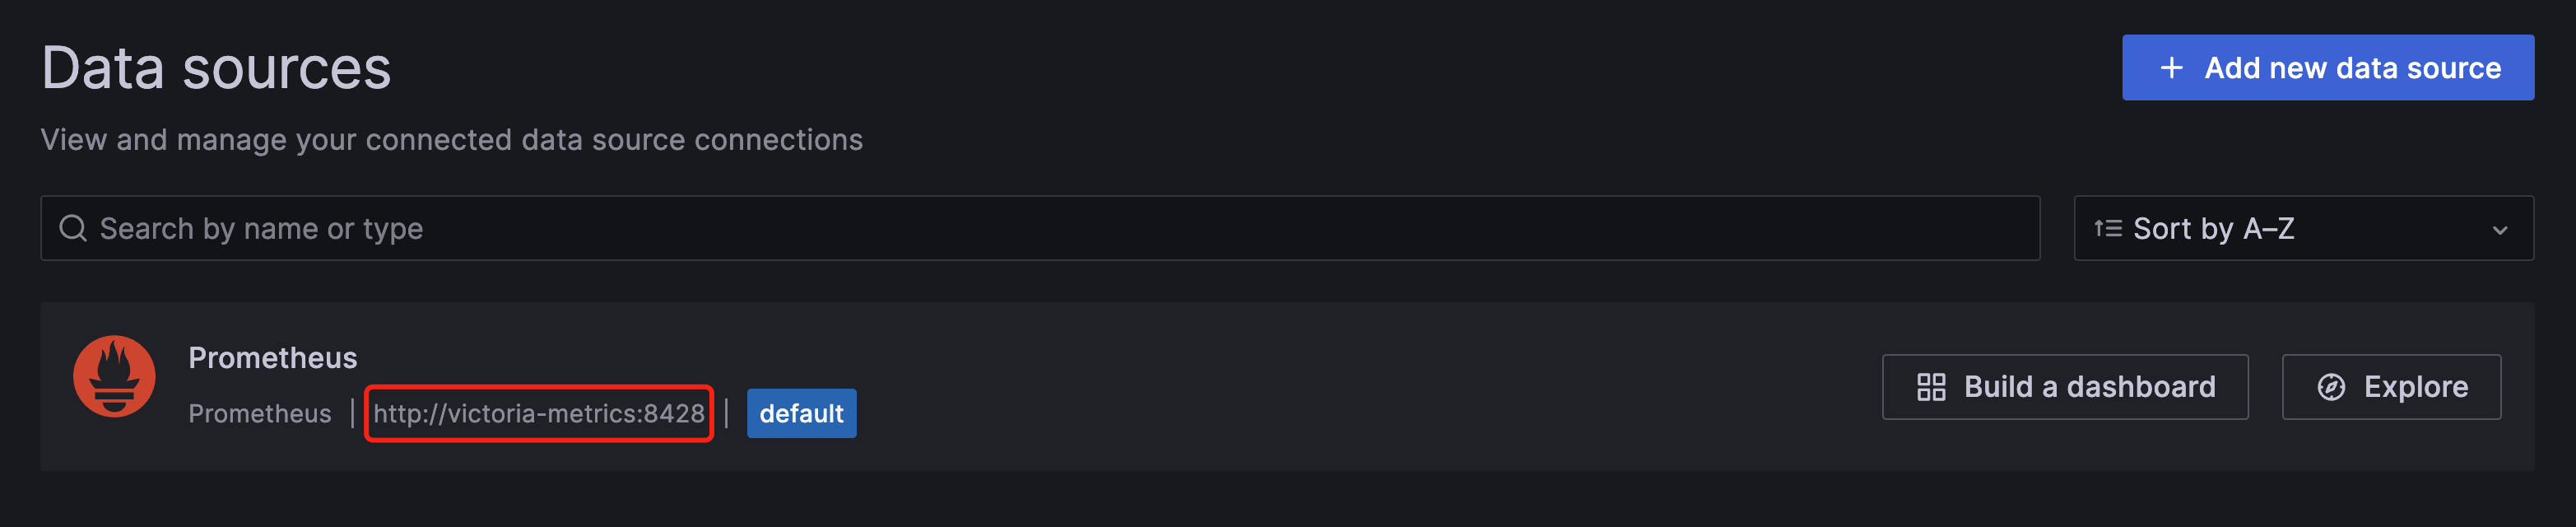 Data sources
+ Add new data source
View and manage your connected data source connections
Search by name or type
Sort by A–Z
Prometheus
Prometheus | http://victoria-metrics:8428 | default
Build a dashboard
Explore